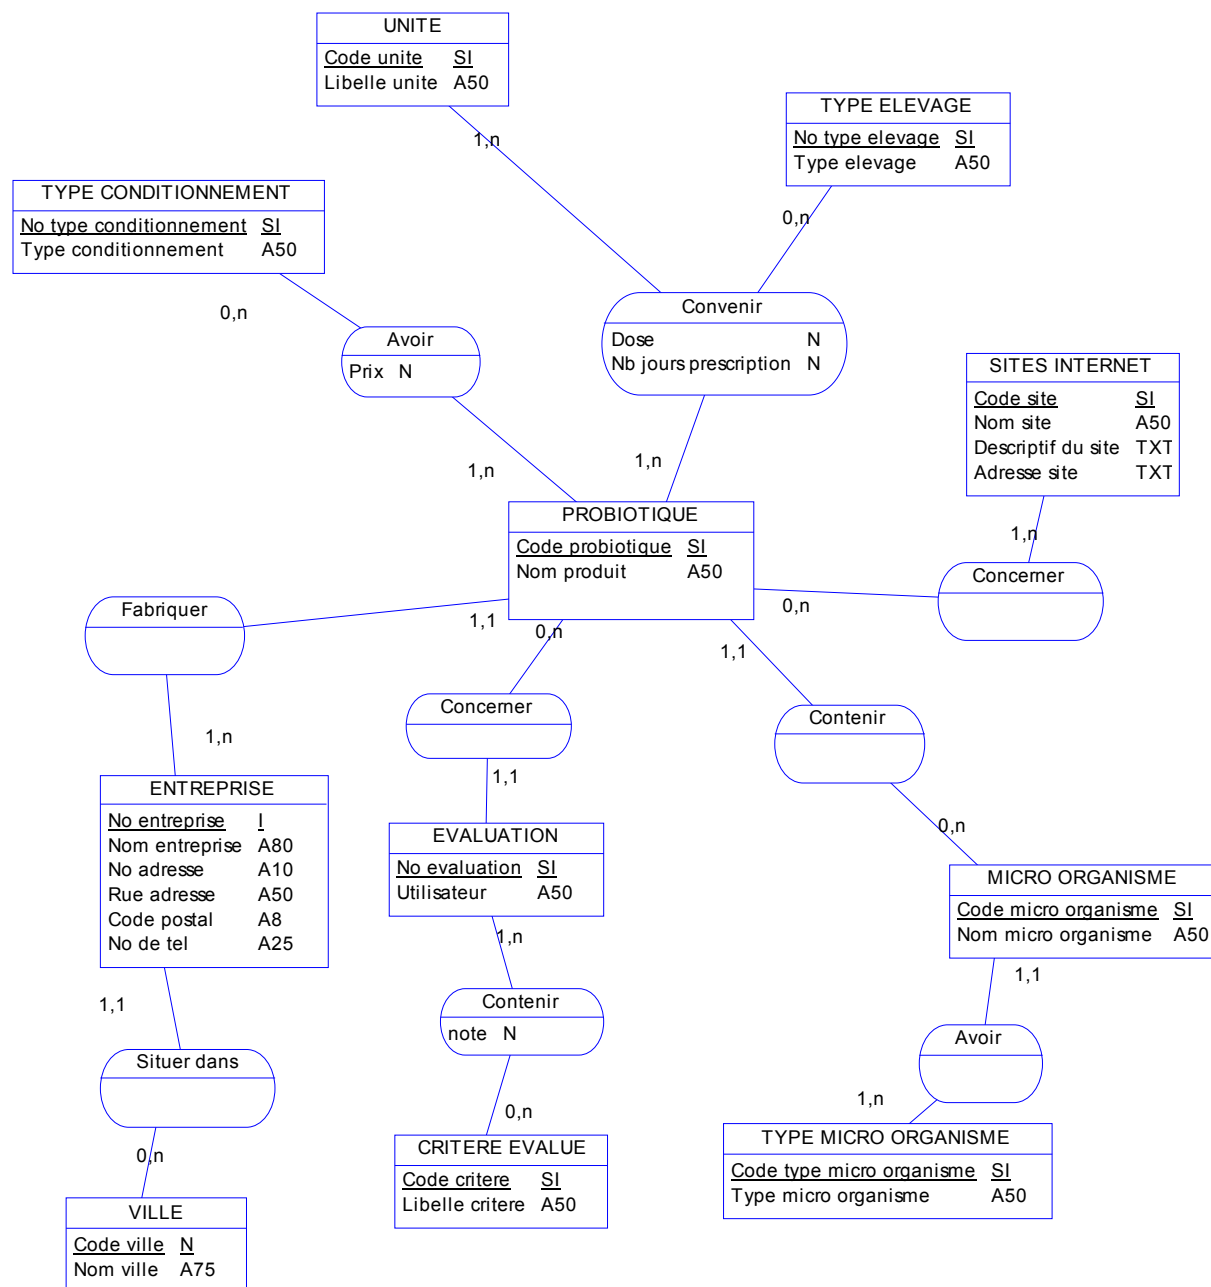 UNITE
Code unite SI
Libelle unite A50
1,n
TYPE ELEVAGE
No type elevage SI
Type elevage A50
0,n
TYPE CONDITIONNEMENT
No type conditionnement SI
Type conditionnement A50
0,n
Avoir
Prix N
1,n
Convenir
Dose N
Nb jours prescription N
1,n
SITES INTERNET
Code site SI
Nom site A50
Descriptif du site TXT
Adresse site TXT
1,n
Concerner
0,n
PROBIOTIQUE
Code probiotique SI
Nom produit A50
Fabriquer
1,1
1,n
0,n
Concerner
1,1
1,1
Contenir
0,n
ENTREPRISE
No entreprise I
Nom entreprise A80
No adresse A10
Rue adresse A50
Code postal A8
No de tel A25
1,1
Situer dans
0,n
VILLE
Code ville N
Nom ville A75
EVALUATION
No evaluation SI
Utilisateur A50
1,n
Contenir
note N
0,n
CRITERE EVALUE
Code critere SI
Libelle critere A50
MICRO ORGANISME
Code micro organisme SI
Nom micro organisme A50
1,1
Avoir
1,n
TYPE MICRO ORGANISME
Code type micro organisme SI
Type micro organisme A50